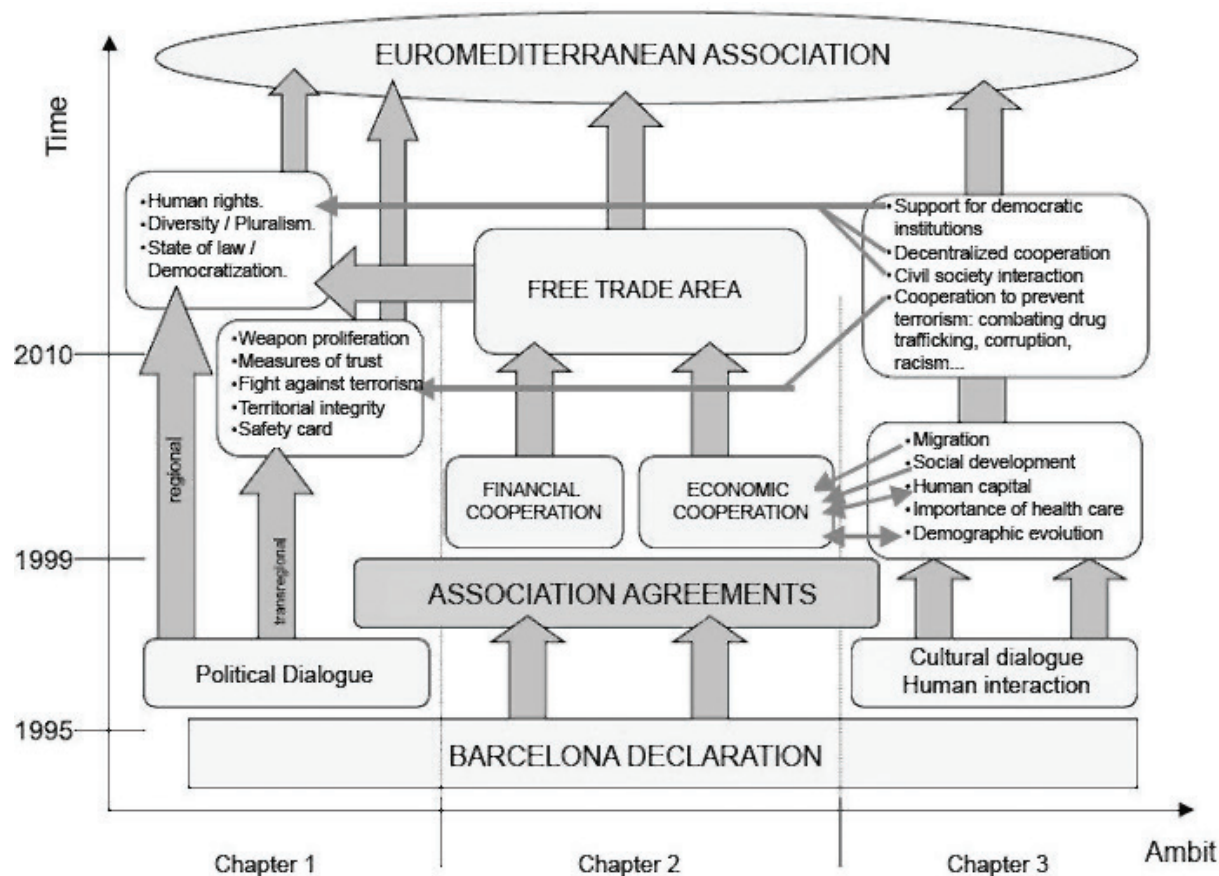 EUROMEDITERRANEAN ASSOCIATION
Time
•Human rights.
•Diversity / Pluralism.
•State of law /
Democratization.
FREE TRADE AREA
•Support for democratic
institutions
•Decentralized cooperation
•Civil society interaction
•Cooperation to prevent
terrorism: combating drug
trafficking, corruption,
racism...
2010
•Weapon proliferation
•Measures of trust
•Fight against terrorism
•Territorial integrity
•Safety card
regional
transregional
FINANCIAL
COOPERATION
ECONOMIC
COOPERATION
•Migration
•Social development
•Human capital
•Importance of health care
•Demographic evolution
1999
ASSOCIATION AGREEMENTS
Political Dialogue
Cultural dialogue
Human interaction
1995
BARCELONA DECLARATION
Chapter 1
Chapter 2
Chapter 3
Ambit